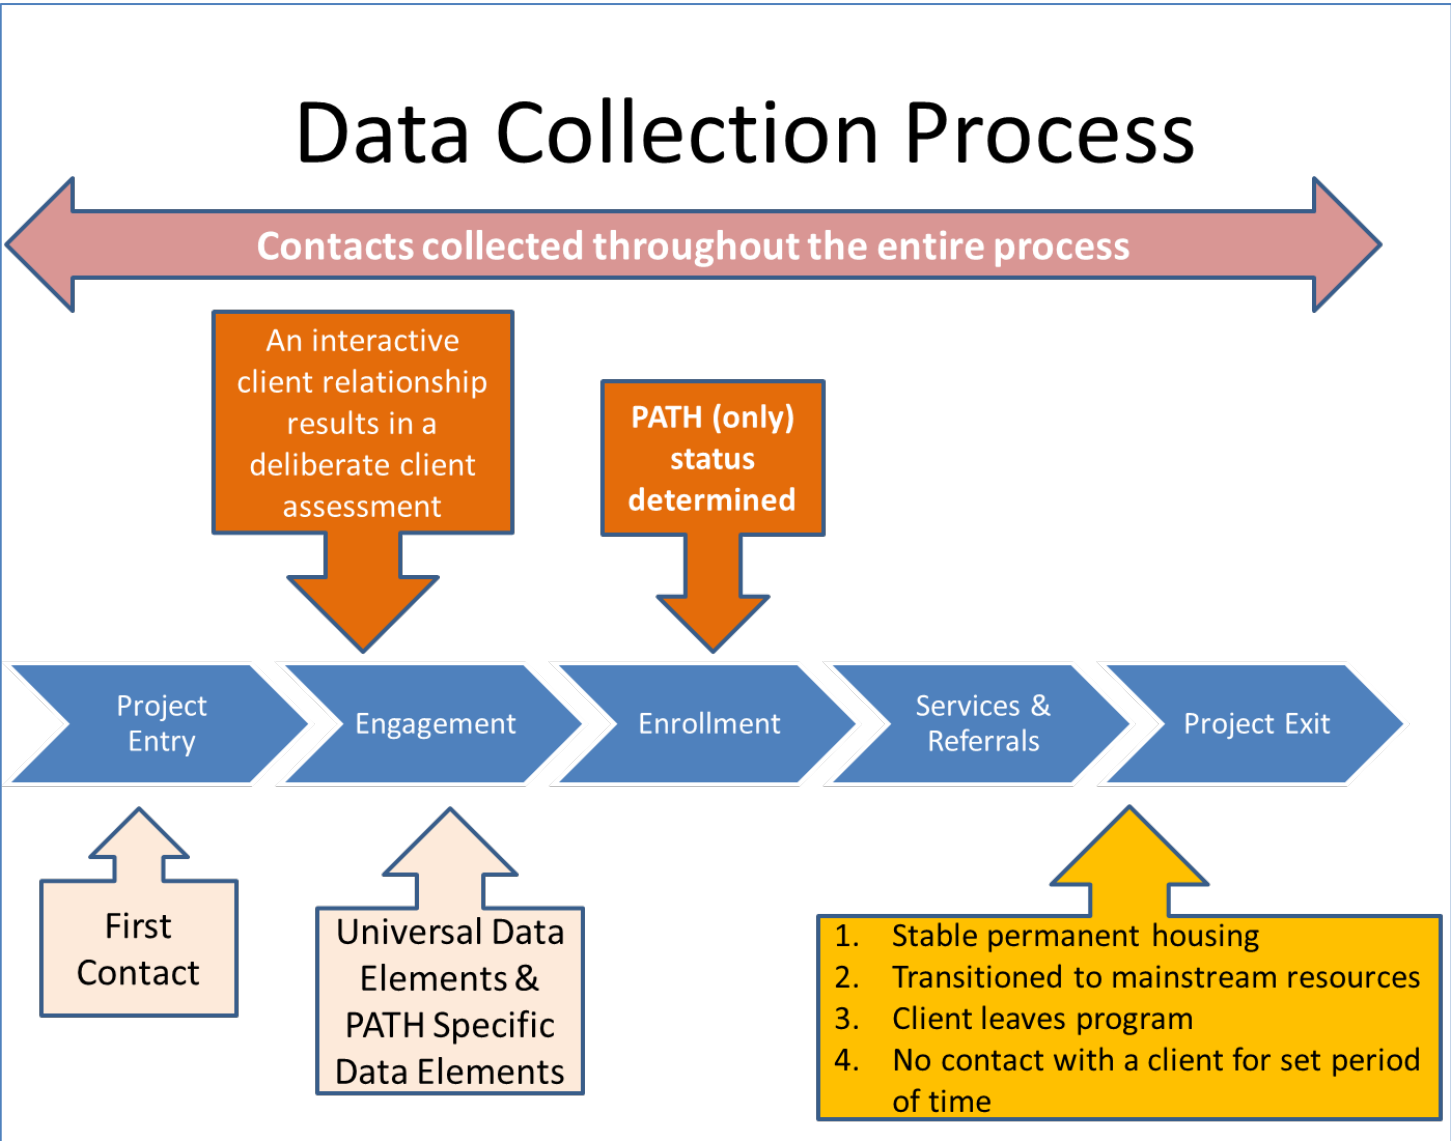 Data Collection Process
Contacts collected throughout the entire process
An interactive
client relationship
results in a
deliberate client
assessment
PATH (only)
status
determined
Project
Entry
Engagement
Enrollment
Services &
Referrals
Project Exit
First
Contact
Universal Data
Elements &
PATH Specific
Data Elements
1. Stable permanent housing
2. Transitioned to mainstream resources
3. Client leaves program
4. No contact with a client for set period
of time